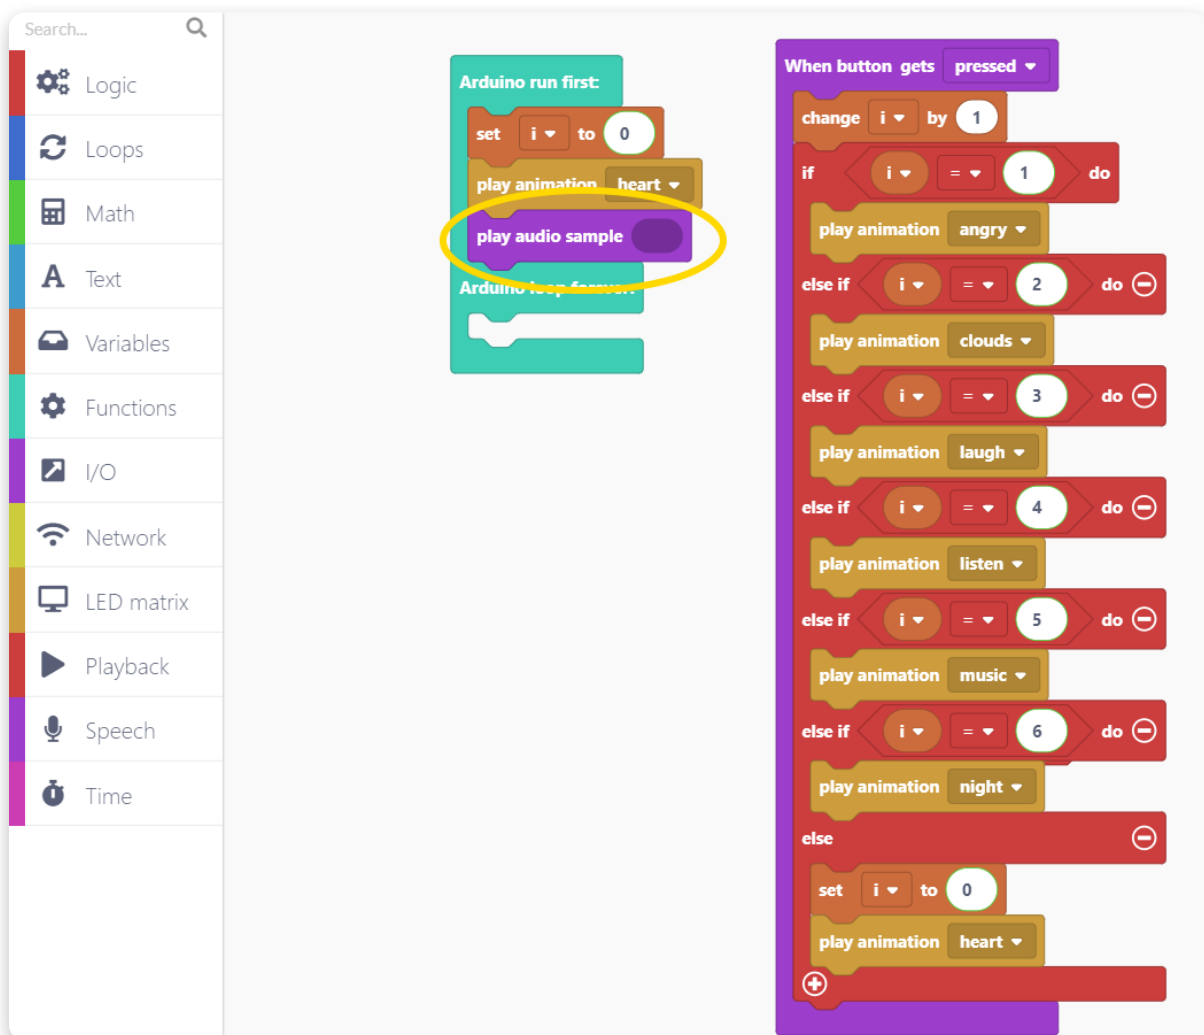 Search...
Logic
Loops
Math
Text
Variables
Functions
I/O
Network
LED matrix
Playback
Speech
Time
Arduino run first:
set i to 0
play animation heart
play audio sample
Arduino loop forever:
When button gets pressed
change i by 1
if i = 1 do
play animation angry
else if i = 2 do
play animation clouds
else if i = 3 do
play animation laugh
else if i = 4 do
play animation listen
else if i = 5 do
play animation music
else if i = 6 do
play animation night
else
set i to 0
play animation heart